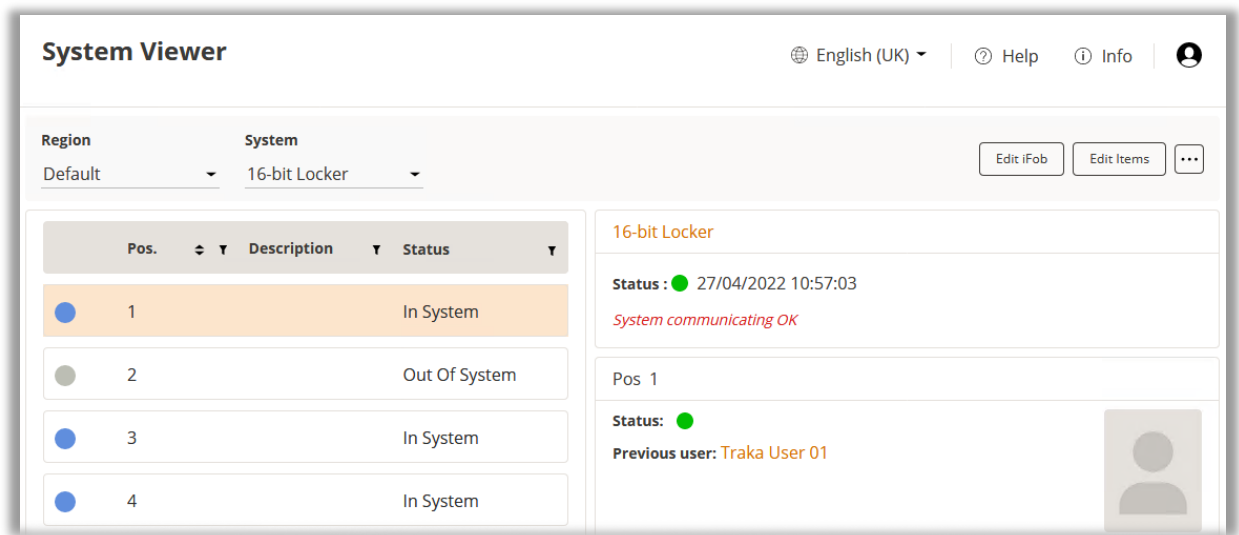 System Viewer
English (UK)
Help
Info
Region
System
Default
16-bit Locker
Edit iFob
Edit Items
Pos.
Description
Status
1
In System
2
Out Of System
3
In System
4
In System
16-bit Locker
Status : 27/04/2022 10:57:03
System communicating OK
Pos 1
Status:
Previous user: Traka User 01